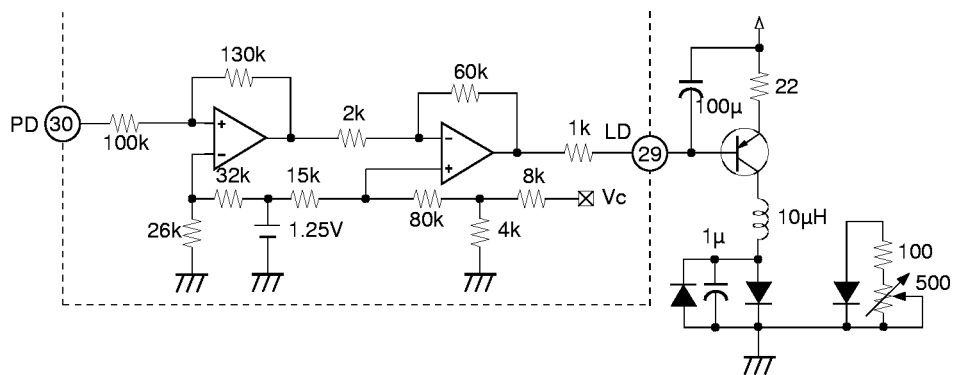 130k
60k
22
100μ
PD 30
100k
+
−
2k
−
+
1k
LD
29
32k
15k
8k
Vc
26k
1.25V
80k
4k
10μH
1μ
100
500